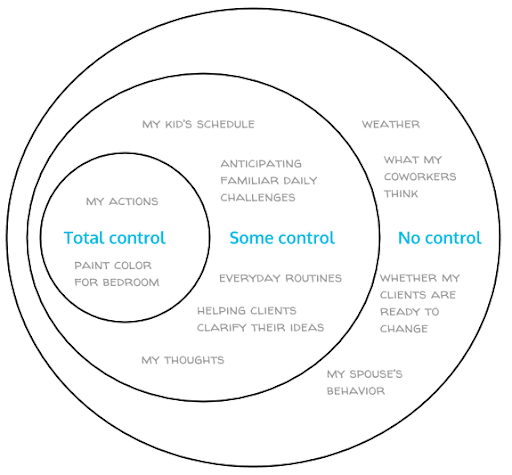 MY KID'S SCHEDULE
WEATHER
ANTICIPATING
FAMILIAR DAILY
CHALLENGES
WHAT MY
COWORKERS
THINK
MY ACTIONS
Total control
Some control
No control
PAINT COLOR
FOR BEDROOM
EVERYDAY ROUTINES
WHETHER MY
CLIENTS ARE
READY TO
CHANGE
HELPING CLIENTS
CLARIFY THEIR IDEAS
MY THOUGHTS
MY SPOUSE'S
BEHAVIOR